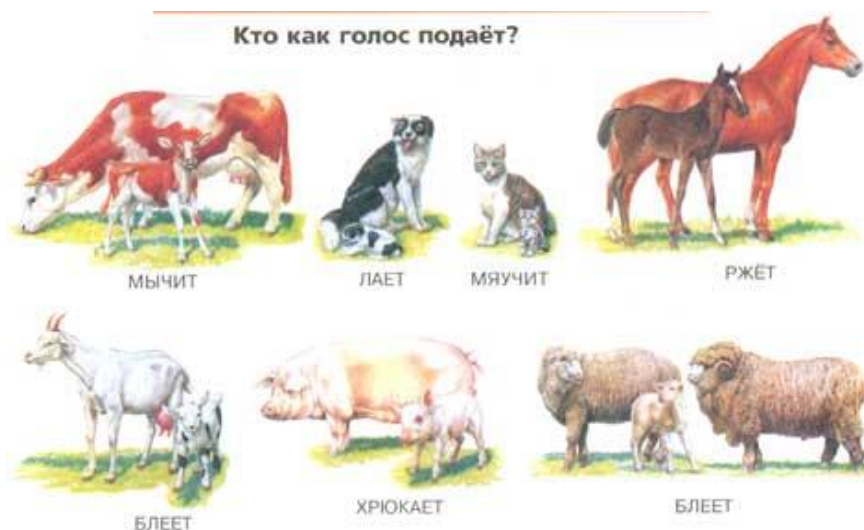 Кто как голос подаёт?
МЫЧИТ
ЛАЕТ
МЯУЧИТ
РЖЁТ
БЛЕЕТ
ХРЮКАЕТ
БЛЕЕТ